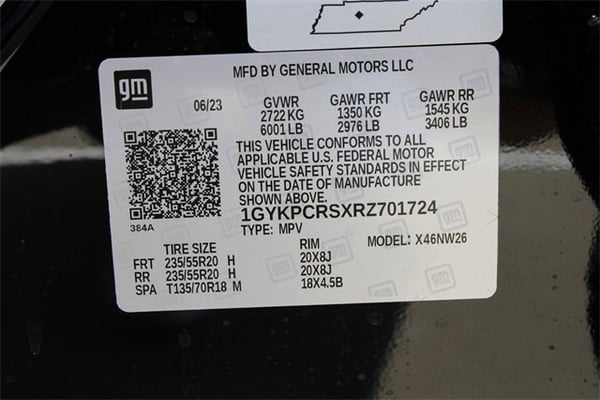 MFD BY GENERAL MOTORS LLC
gm
06/23 GVWR GAWR FRT GAWR RR
2722 KG 1350 KG 1545 KG
6001 LB 2976 LB 3406 LB
THIS VEHICLE CONFORMS TO ALL
APPLICABLE U.S. FEDERAL MOTOR
VEHICLE SAFETY STANDARDS IN EFFECT
ON THE DATE OF MANUFACTURE
SHOWN ABOVE.
1GYKPCRSXRZ701724
384A
TYPE: MPV MODEL: X46NW26
TIRE SIZE RIM
FRT 235/55R20 H 20X8J
RR 235/55R20 H 20X8J
SPA T135/70R18 M 18X4.5B